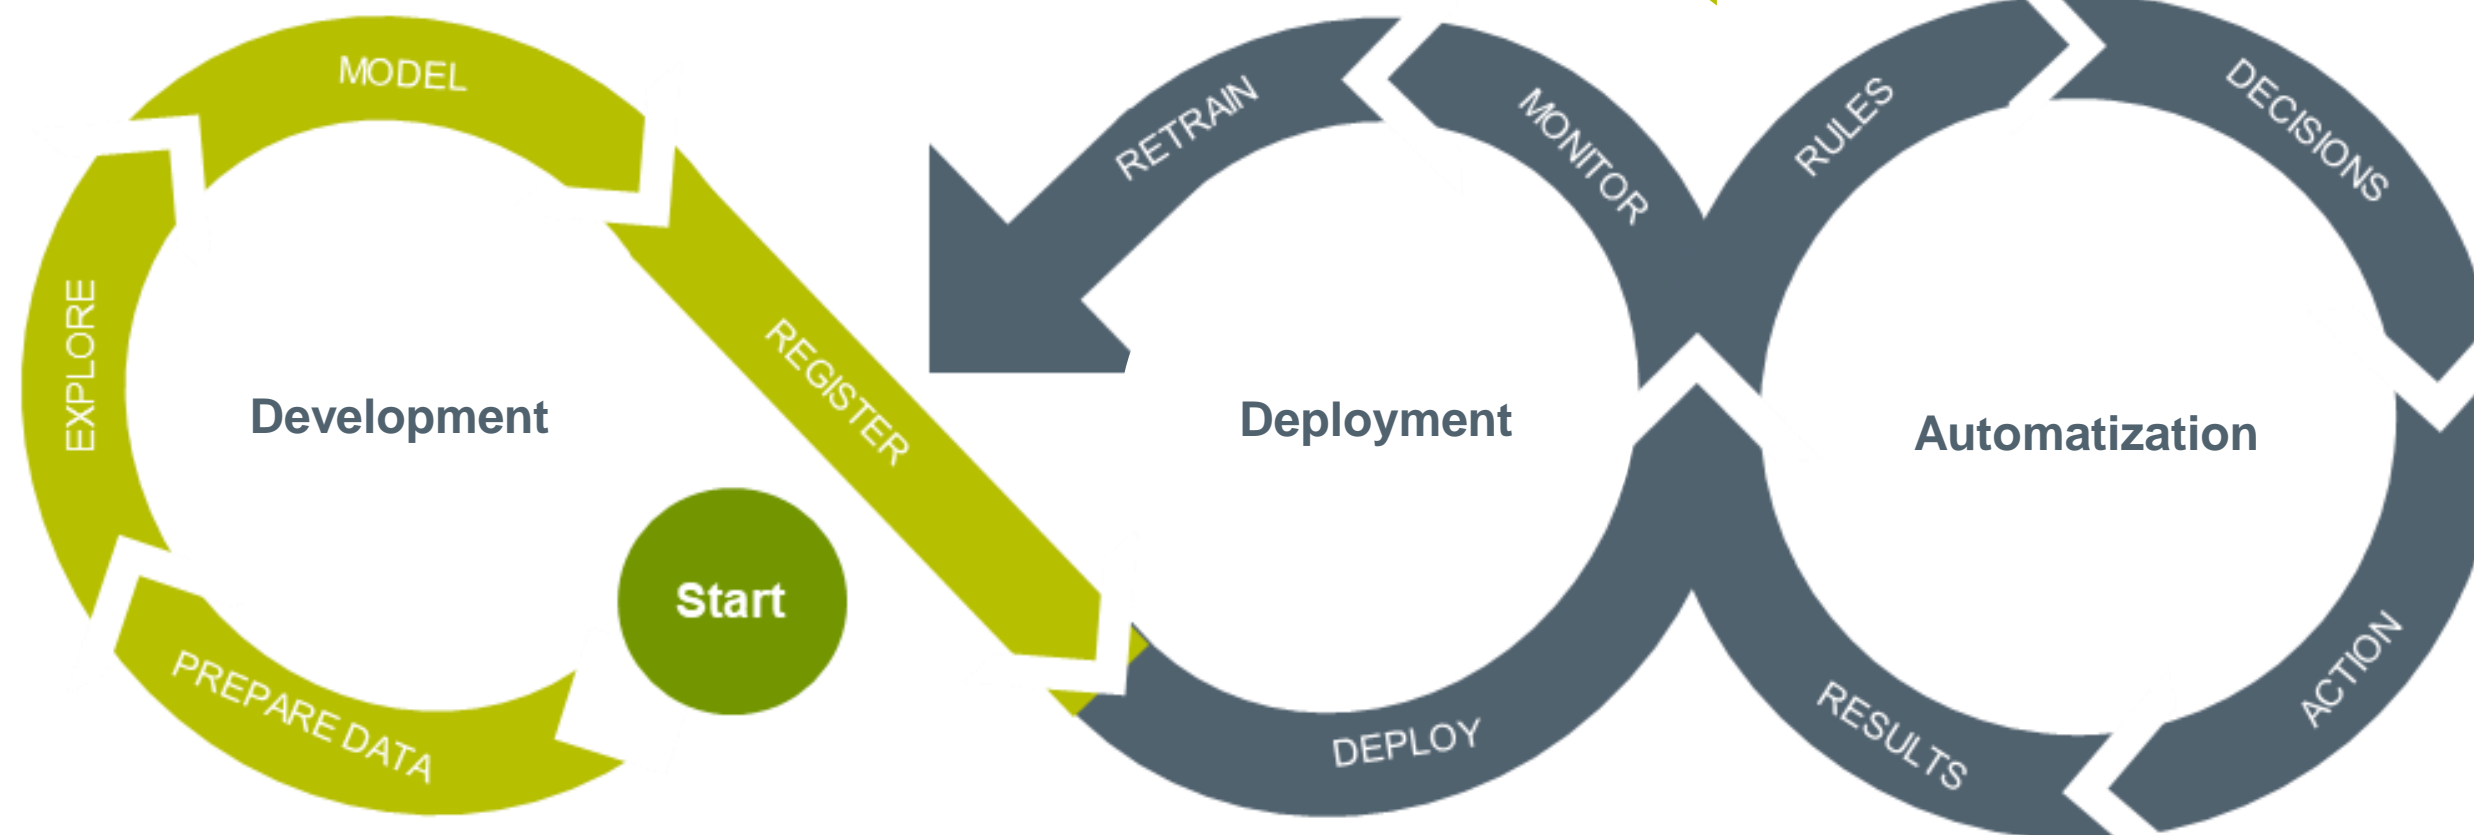 MODEL
EXPLORE
Development
PREPARE DATA
Start
REGISTER
RETRAIN
MONITOR
Deployment
DEPLOY
RULES
DECISIONS
Automatization
ACTION
RESULTS